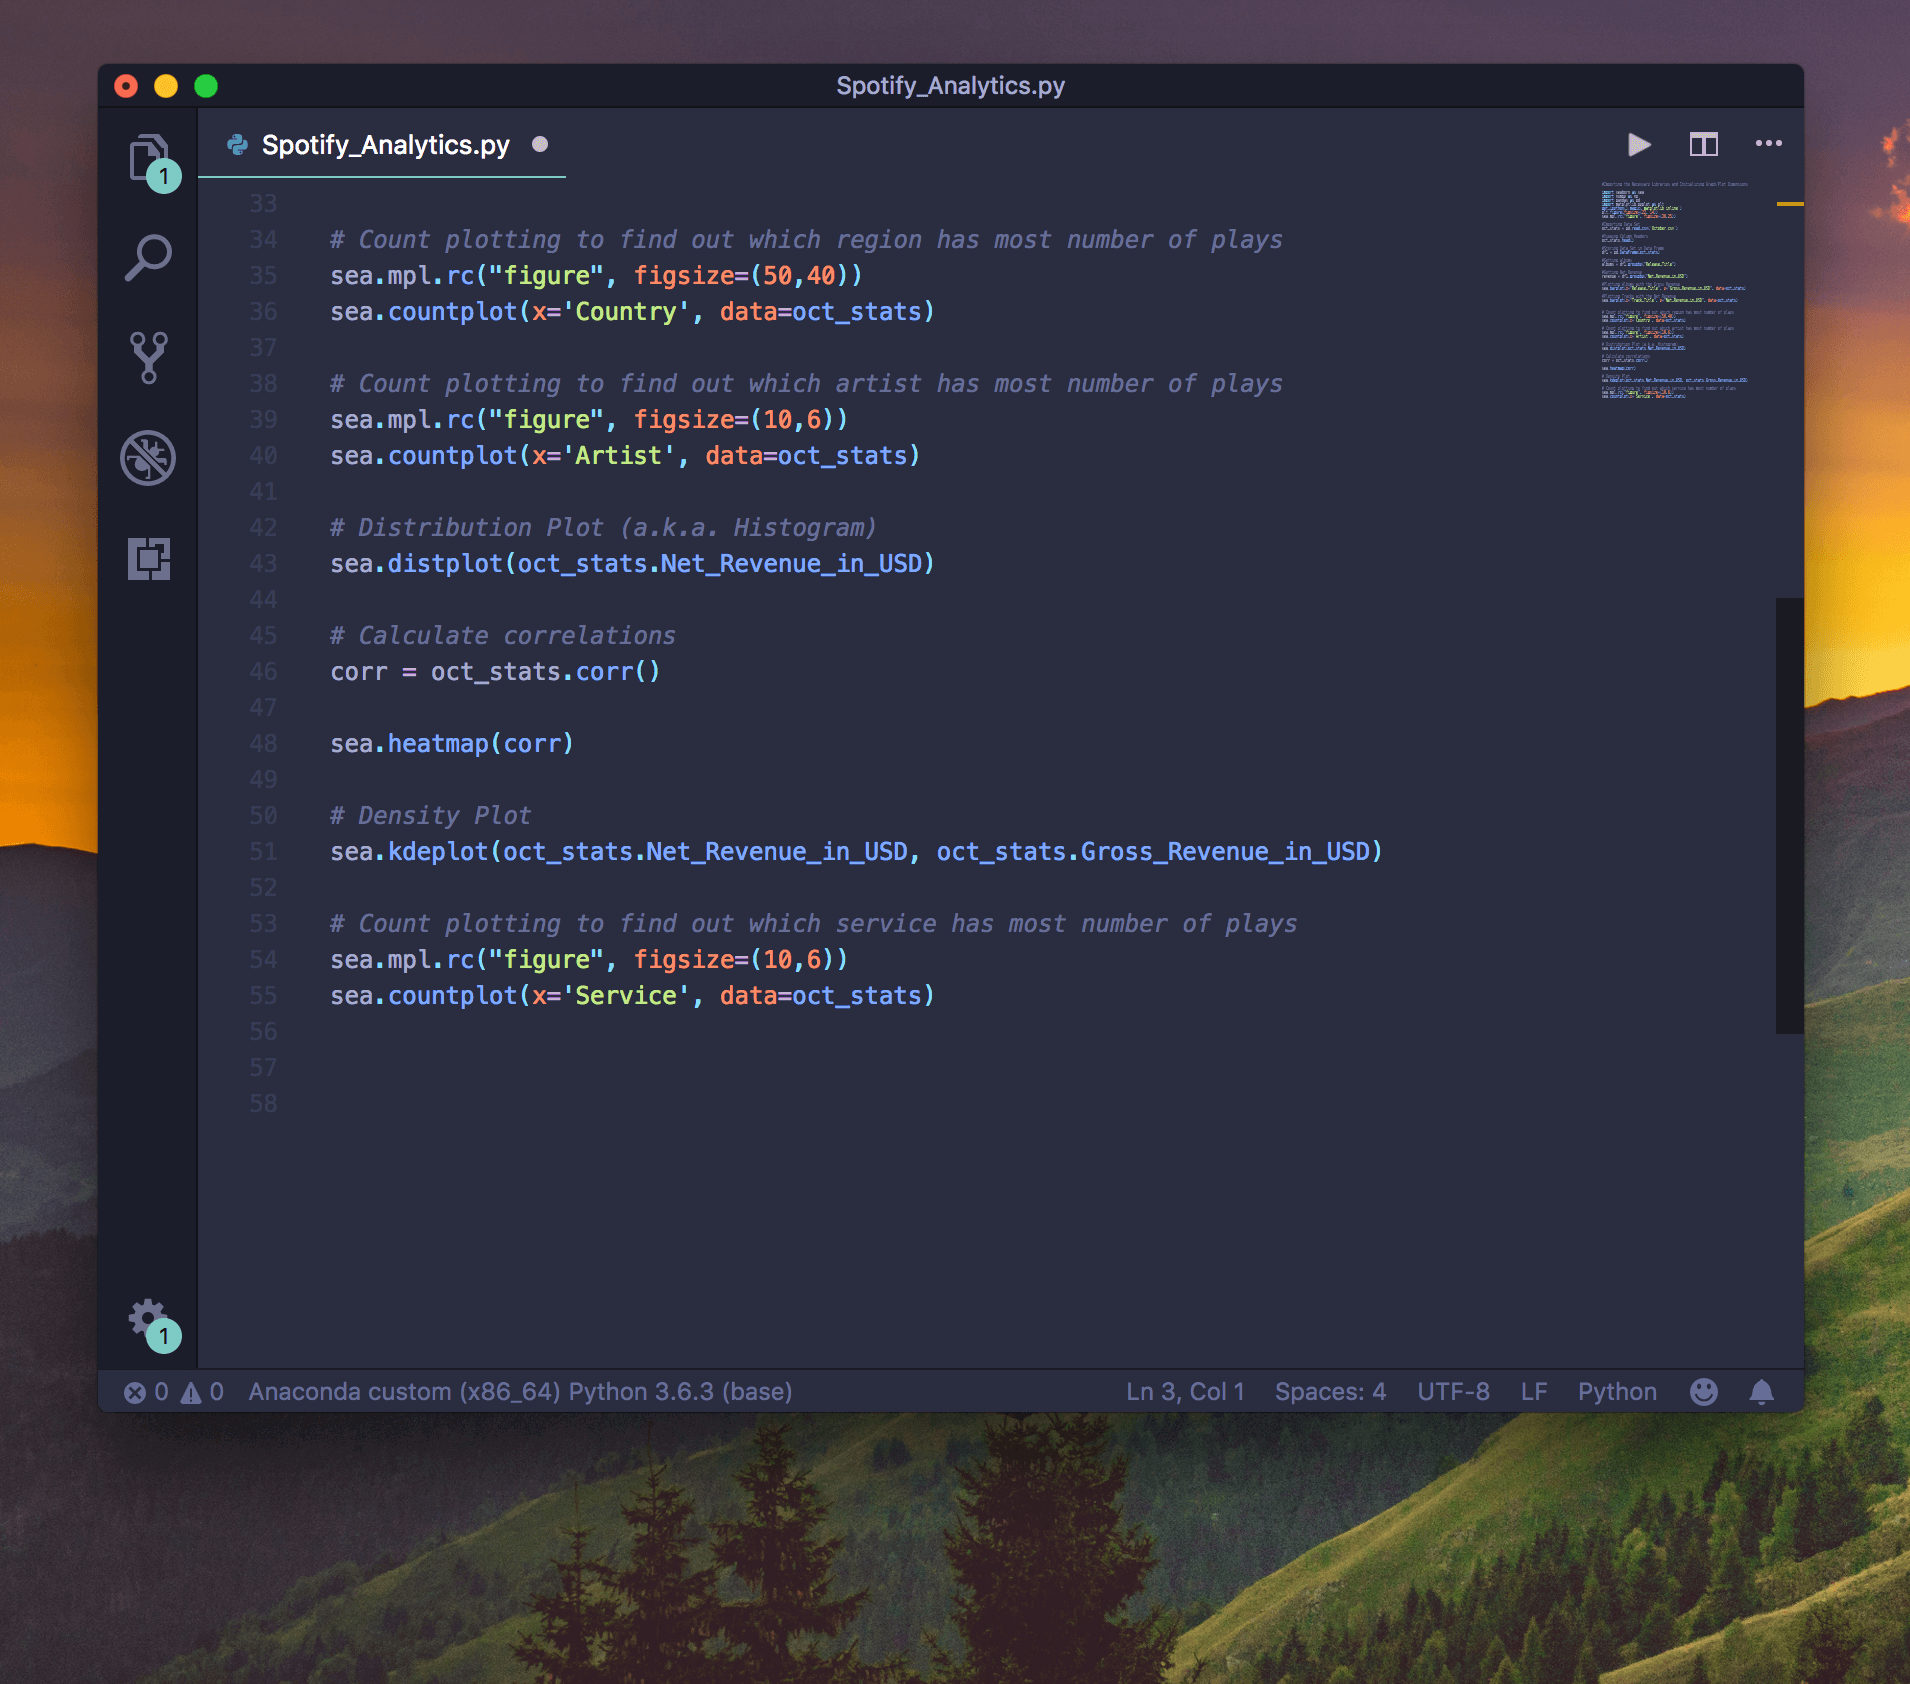 Spotify_Analytics.py
Spotify_Analytics.py
1
33
34 # Count plotting to find out which region has most number of plays
35 sea.mpl.rc("figure", figsize=(50,40))
36 sea.countplot(x='Country', data=oct_stats)
37
38 # Count plotting to find out which artist has most number of plays
39 sea.mpl.rc("figure", figsize=(10,6))
40 sea.countplot(x='Artist', data=oct_stats)
41
42 # Distribution Plot (a.k.a. Histogram)
43 sea.distplot(oct_stats.Net_Revenue_in_USD)
44
45 # Calculate correlations
46 corr = oct_stats.corr()
47
48 sea.heatmap(corr)
49
50 # Density Plot
51 sea.kdeplot(oct_stats.Net_Revenue_in_USD, oct_stats.Gross_Revenue_in_USD)
52
53 # Count plotting to find out which service has most number of plays
54 sea.mpl.rc("figure", figsize=(10,6))
55 sea.countplot(x='Service', data=oct_stats)
56
57
58
1
0 0 Anaconda custom (x86_64) Python 3.6.3 (base) Ln 3, Col 1 Spaces: 4 UTF-8 LF Python